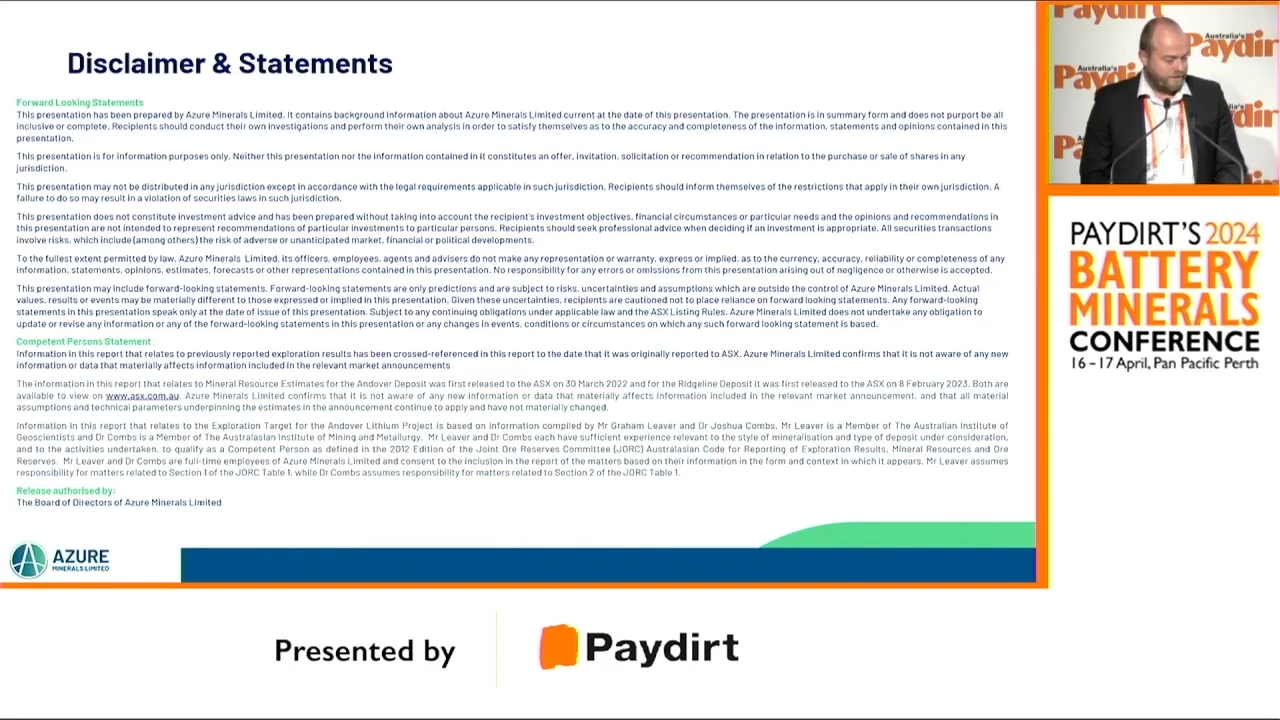 Disclaimer & Statements
Forward Looking Statements
This presentation has been prepared by Azure Minerals Limited. It contains background information about Azure Minerals Limited current at the date of this presentation. The presentation is in summary form and does not purport be all
inclusive or complete. Recipients should conduct their own investigations and perform their own analysis in order to satisfy themselves as to the accuracy and completeness of the information, statements and opinions contained in this
presentation.
This presentation is for information purposes only. Neither this presentation nor the information contained in it constitutes an offer, invitation, solicitation or recommendation in relation to the purchase or sale of shares in any
jurisdiction.
This presentation may not be distributed in any jurisdiction except in accordance with the legal requirements applicable in such jurisdiction. Recipients should inform themselves of the restrictions that apply in their own jurisdiction. A
failure to do so may result in a violation of securities laws in such jurisdiction.
This presentation does not constitute investment advice and has been prepared without taking into account the recipient's investment objectives, financial circumstances or particular needs and the opinions and recommendations in
this presentation are not intended to represent recommendations of particular investments to particular persons. Recipients should seek professional advice when deciding if an investment is appropriate. All securities transactions
involve risks, which include (among others) the risk of adverse or unanticipated market, financial or political developments.
To the fullest extent permitted by law, Azure Minerals Limited, its officers, employees, agents and advisers do not make any representation or warranty, express or implied, as to the currency, accuracy, reliability or completeness of any
information, statements, opinions, estimates, forecasts or other representations contained in this presentation. No responsibility for any errors or omissions from this presentation arising out of negligence or otherwise is accepted.
This presentation may include forward-looking statements. Forward-looking statements are only predictions and are subject to risks, uncertainties and assumptions which are outside the control of Azure Minerals Limited. Actual
values, results or events may be materially different to those expressed or implied in this presentation. Given these uncertainties, recipients are cautioned not to place reliance on forward looking statements. Any forward-looking
statements in this presentation speak only at the date of issue of this presentation. Subject to any continuing obligations under applicable law and the ASX Listing Rules, Azure Minerals Limited does not undertake any obligation to
update or revise any information or any of the forward-looking statements in this presentation or any changes in events, conditions or circumstances on which any such forward looking statement is based.
Competent Persons Statement
Information in this report that relates to previously reported exploration results has been crossed-referenced in this report to the date that it was originally reported to ASX. Azure Minerals Limited confirms that it is not aware of any new
information or data that materially affects information included in the relevant market announcements
The information in this report that relates to Mineral Resource Estimates for the Andover Deposit was first released to the ASX on 30 March 2022 and for the Ridgeline Deposit it was first released to the ASX on 8 February 2023. Both are
available to view on www.asx.com.au. Azure Minerals Limited confirms that it is not aware of any new information or data that materially affects information included in the relevant market announcement, and that all material
assumptions and technical parameters underpinning the estimates in the announcement continue to apply and have not materially changed.
Information in this report that relates to the Exploration Target for the Andover Lithium Project is based on information compiled by Mr Graham Leaver and Dr Joshua Combs. Mr Leaver is a Member of The Australian Institute of
Geoscientists and Dr Combs is a Member of The Australasian Institute of Mining and Metallurgy. Mr Leaver and Dr Combs each have sufficient experience relevant to the style of mineralisation and type of deposit under consideration,
and to the activities undertaken, to qualify as a Competent Person as defined in the 2012 Edition of the Joint Ore Reserves Committee (JORC) Australasian Code for Reporting of Exploration Results, Mineral Resources and Ore
Reserves. Mr Leaver and Dr Combs are full-time employees of Azure Minerals Limited and consent to the inclusion in the report of the matters based on their information in the form and context in which it appears. Mr Leaver assumes
responsibility for matters related to Section 1 of the JORC Table 1, while Dr Combs assumes responsibility for matters related to Section 2 of the JORC Table 1.
Release authorised by:
The Board of Directors of Azure Minerals Limited
AZURE
MINERALS LIMITED
Paydirt
Australia's
Paydir
Australia's
Pa
PAYDIRT'S 2024
BATTERY
MINERALS
CONFERENCE
16 - 17 April, Pan Pacific Perth
Presented by
Paydirt